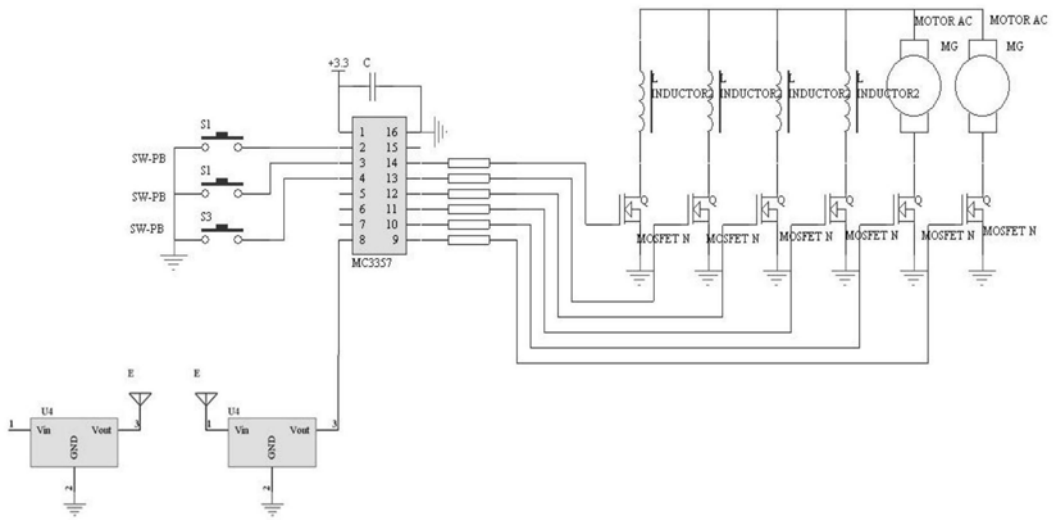 MOTOR AC MOTOR AC
MG MG
+3.3 C
L L L L
INDUCTOR2 INDUCTOR2 INDUCTOR2 INDUCTOR2
S1
SW-PB
S1
SW-PB
S3
SW-PB
1 16
2 15
3 14
4 13
5 12
6 11
7 10
8 9
MC3357
Q Q Q Q Q Q
MOSFET N MOSFET N MOSFET N MOSFET N MOSFET N MOSFET N
E E
U4 U4
1 Vin Vout 3 1 Vin Vout 3
GND GND
2 2